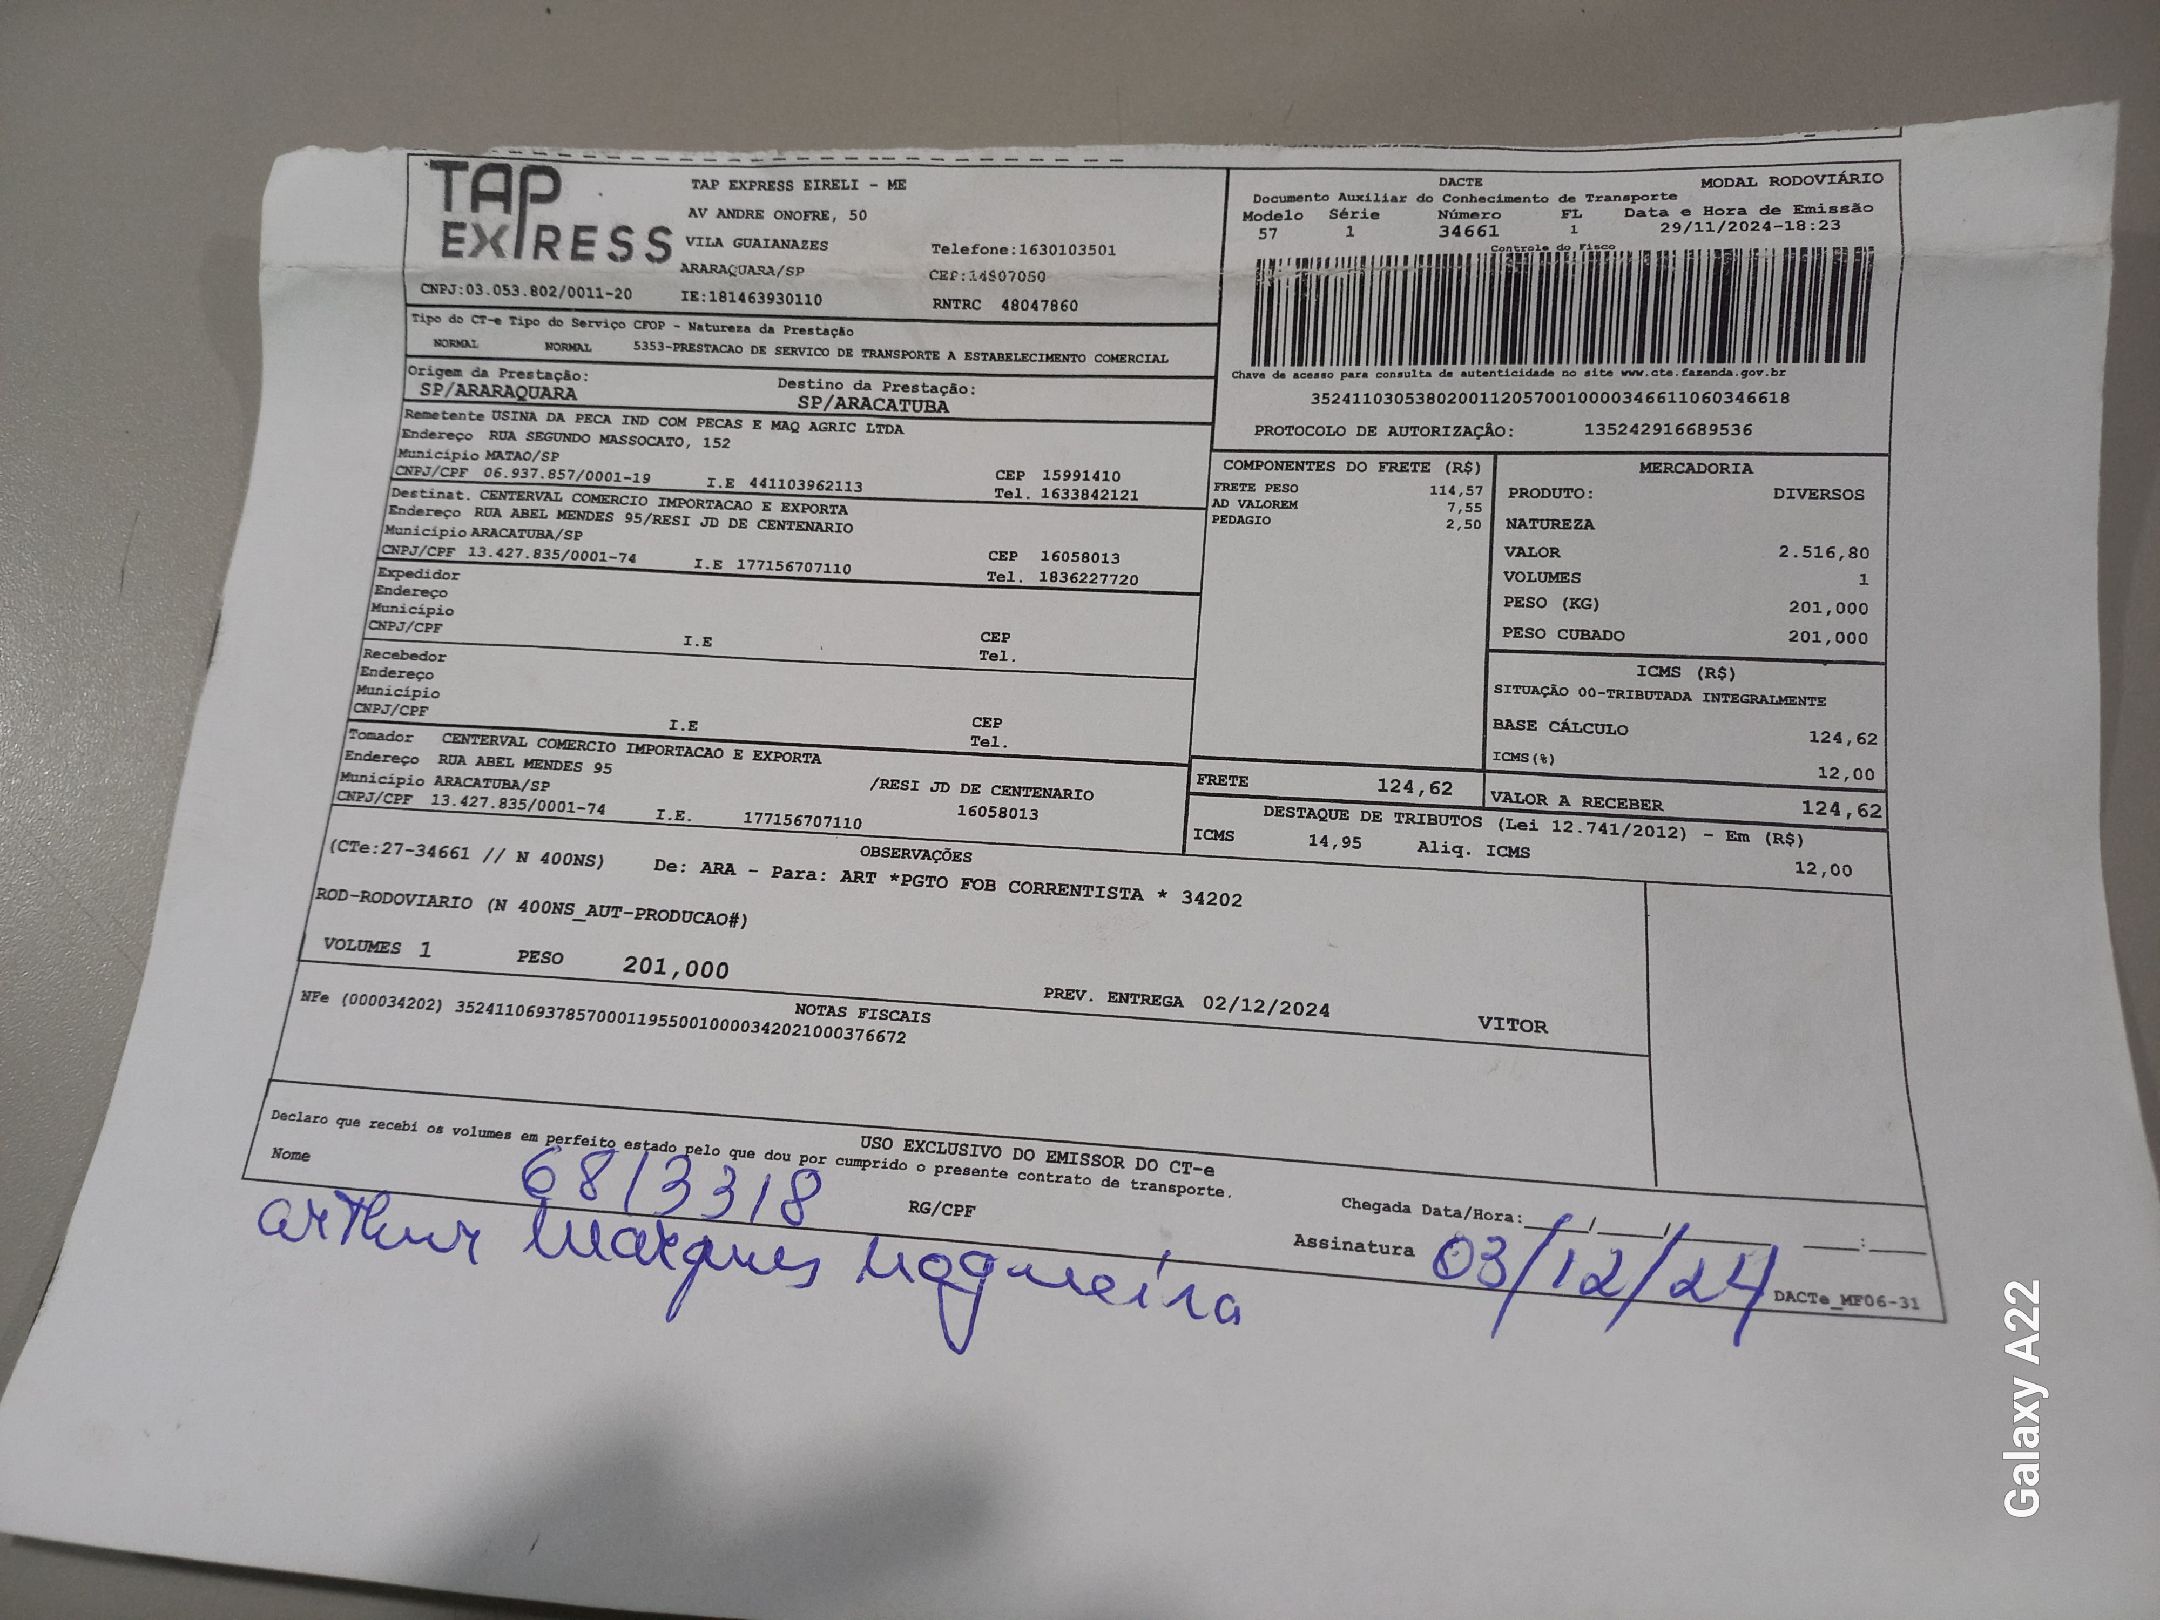 TAP EXPRESS
TAP EXPRESS EIRELI - ME
AV ANDRE ONOFRE, 50
VILA GUAIANAZES Telefone:1630103501
ARARAQUARA/SP CEP:14807050
CNPJ:03.053.802/0011-20 IE:181463930110 RNTRC 48047860
DACTE MODAL RODOVIÁRIO
Documento Auxiliar do Conhecimento de Transporte
Modelo Série Número FL Data e Hora de Emissão
57 1 34661 1 29/11/2024-18:23
Controle do Fisco
Chave de acesso para consulta de autenticidade no site www.cte.fazenda.gov.br
35241103053802001120570010000346611060346618
PROTOCOLO DE AUTORIZAÇÂO: 135242916689536
Tipo do CT-e Tipo do Serviço CFOP - Natureza da Prestação
NORMAL NORMAL 5353-PRESTACAO DE SERVICO DE TRANSPORTE A ESTABELECIMENTO COMERCIAL
Origem da Prestação: Destino da Prestação:
SP/ARARAQUARA SP/ARACATUBA
Remetente USINA DA PECA IND COM PECAS E MAQ AGRIC LTDA
Endereço RUA SEGUNDO MASSOCATO, 152
Município MATAO/SP CEP 15991410
CNPJ/CPF 06.937.857/0001-19 I.E 441103962113 Tel. 1633842121
Destinat. CENTERVAL COMERCIO IMPORTACAO E EXPORTA
Endereço RUA ABEL MENDES 95/RESI JD DE CENTENARIO
Município ARACATUBA/SP CEP 16058013
CNPJ/CPF 13.427.835/0001-74 I.E 177156707110 Tel. 1836227720
Expedidor
Endereço
Município CEP
CNPJ/CPF I.E Tel.
Recebedor
Endereço
Município CEP
CNPJ/CPF I.E Tel.
Tomador CENTERVAL COMERCIO IMPORTACAO E EXPORTA
Endereço RUA ABEL MENDES 95 /RESI JD DE CENTENARIO
Município ARACATUBA/SP 16058013
CNPJ/CPF 13.427.835/0001-74 I.E. 177156707110
COMPONENTES DO FRETE (R$)
FRETE PESO 114,57
AD VALOREM 7,55
PEDAGIO 2,50
MERCADORIA
PRODUTO: DIVERSOS
NATUREZA
VALOR 2.516,80
VOLUMES 1
PESO (KG) 201,000
PESO CUBADO 201,000
ICMS (R$)
SITUAÇÃO 00-TRIBUTADA INTEGRALMENTE
BASE CÁLCULO 124,62
ICMS(%) 12,00
FRETE 124,62 VALOR A RECEBER 124,62
DESTAQUE DE TRIBUTOS (Lei 12.741/2012) - Em (R$)
ICMS 14,95 Aliq. ICMS 12,00
OBSERVAÇÕES
(CTe:27-34661 // N 400NS) De: ARA - Para: ART *PGTO FOB CORRENTISTA * 34202
ROD-RODOVIARIO (N 400NS_AUT-PRODUCAO#)
VOLUMES 1 PESO 201,000 PREV. ENTREGA 02/12/2024 VITOR
NOTAS FISCAIS
NFe (000034202) 35241106937857000119550010000342021000376672
USO EXCLUSIVO DO EMISSOR DO CT-e
Declaro que recebi os volumes em perfeito estado pelo que dou por cumprido o presente contrato de transporte.
Nome 6813318 RG/CPF Chegada Data/Hora:____/____/____ ____:____
Assinatura 03/12/24
Arthur Marques Nogueira
DACTe_MF06-31
Galaxy A22